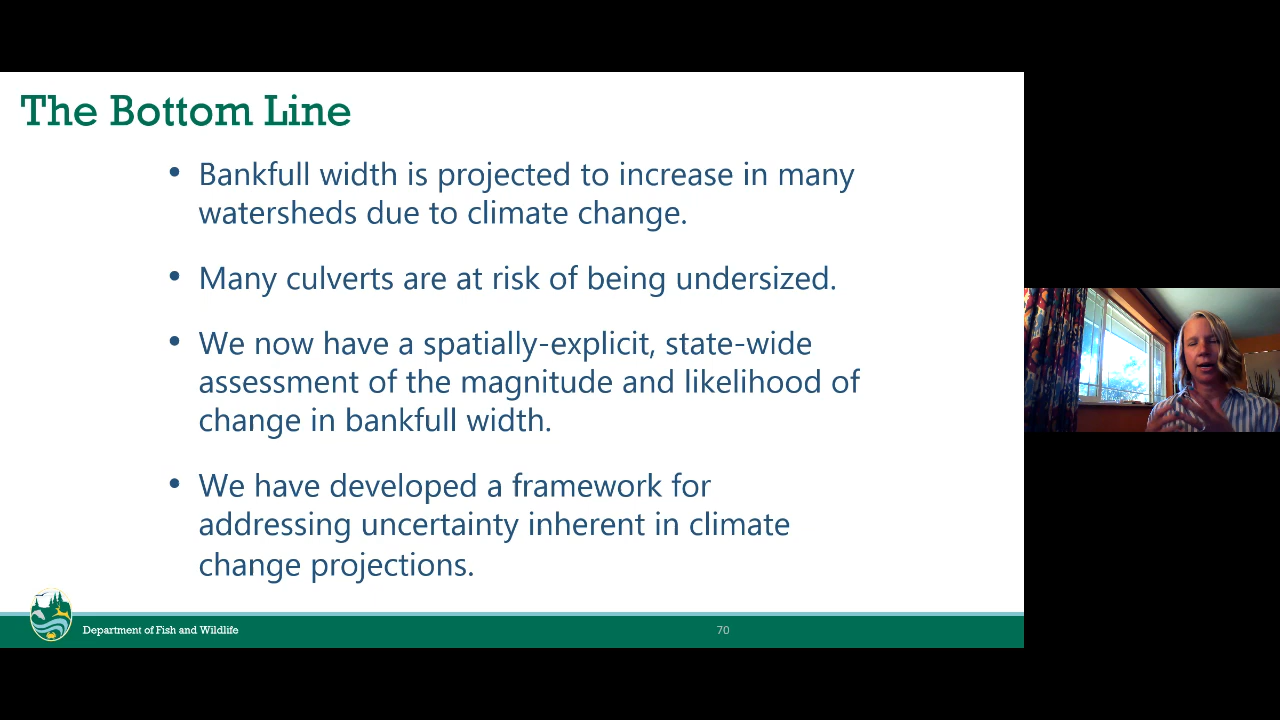 The Bottom Line
• Bankfull width is projected to increase in many
watersheds due to climate change.
• Many culverts are at risk of being undersized.
• We now have a spatially-explicit, state-wide
assessment of the magnitude and likelihood of
change in bankfull width.
• We have developed a framework for
addressing uncertainty inherent in climate
change projections.
Department of Fish and Wildlife
70